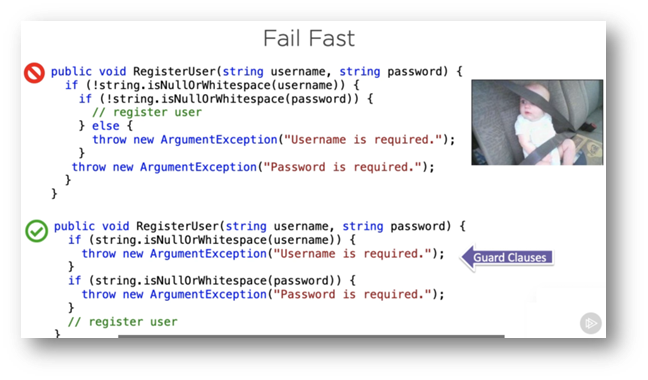 Fail Fast
public void RegisterUser(string username, string password) {
if (!string.isNullOrWhitespace(username)) {
if (!string.isNullOrWhitespace(password)) {
// register user
} else {
throw new ArgumentException("Username is required.");
}
throw new ArgumentException("Password is required.");
}
}
public void RegisterUser(string username, string password) {
if (string.isNullOrWhitespace(username)) {
throw new ArgumentException("Username is required.");
Guard Clauses
}
if (string.isNullOrWhitespace(password)) {
throw new ArgumentException("Password is required.");
}
// register user
}